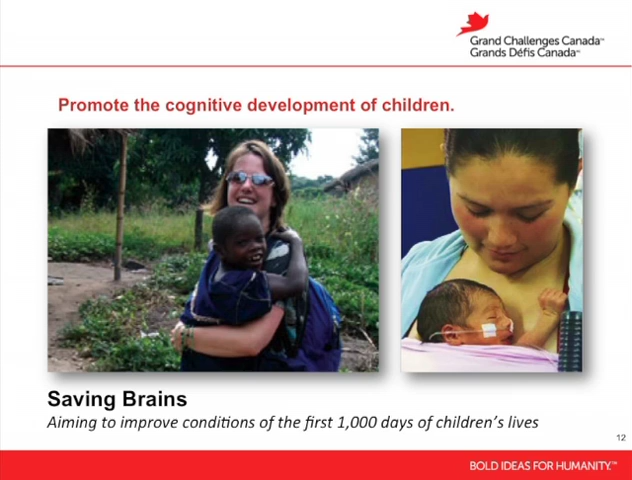 Grand Challenges Canada™
Grands Défis Canada™
Promote the cognitive development of children.
Saving Brains
Aiming to improve conditions of the first 1,000 days of children's lives
12
BOLD IDEAS FOR HUMANITY.™